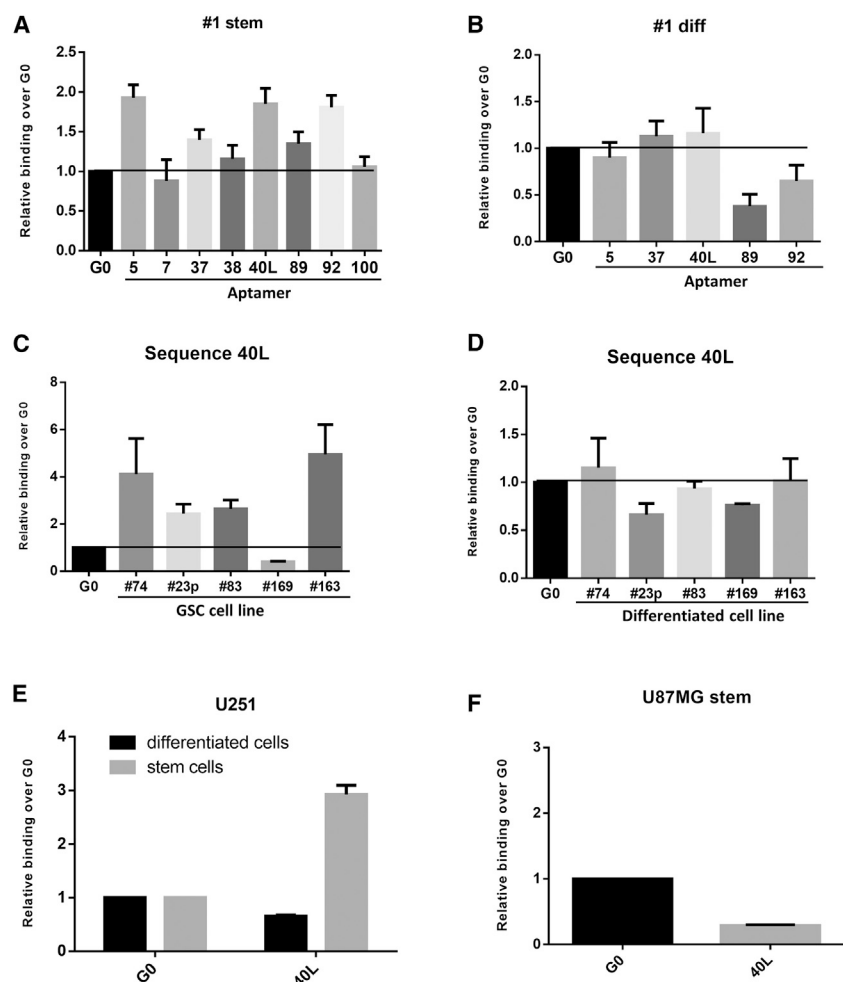 A
#1 stem
Relative binding over G0
2.5
2.0
1.5
1.0
0.5
0.0
G0 5 7 37 38 40L 89 92 100
Aptamer
B
#1 diff
Relative binding over G0
2.0
1.5
1.0
0.5
0.0
G0 5 37 40L 89 92
Aptamer
C
Sequence 40L
Relative binding over G0
8
6
4
2
0
G0 #74 #23p #83 #169 #163
GSC cell line
D
Sequence 40L
Relative binding over G0
2.0
1.5
1.0
0.5
0.0
G0 #74 #23p #83 #169 #163
Differentiated cell line
E
U251
Relative binding over G0
4
3
2
1
0
differentiated cells
stem cells
G0 40L
F
U87MG stem
Relative binding over G0
3
2
1
0
G0 40L